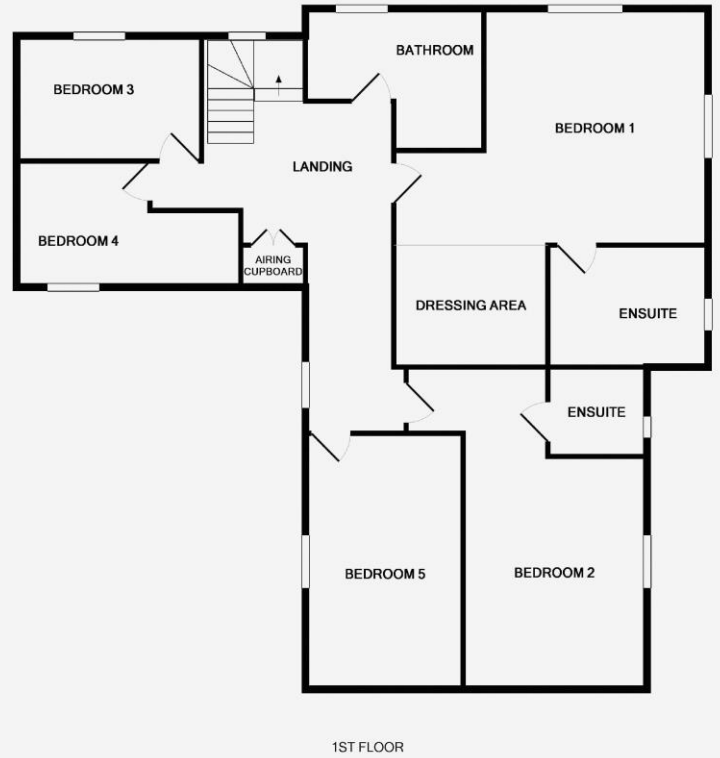 BATHROOM
BEDROOM 3
BEDROOM 1
LANDING
BEDROOM 4
AIRING
CUPBOARD
DRESSING AREA
ENSUITE
ENSUITE
BEDROOM 5
BEDROOM 2
1ST FLOOR